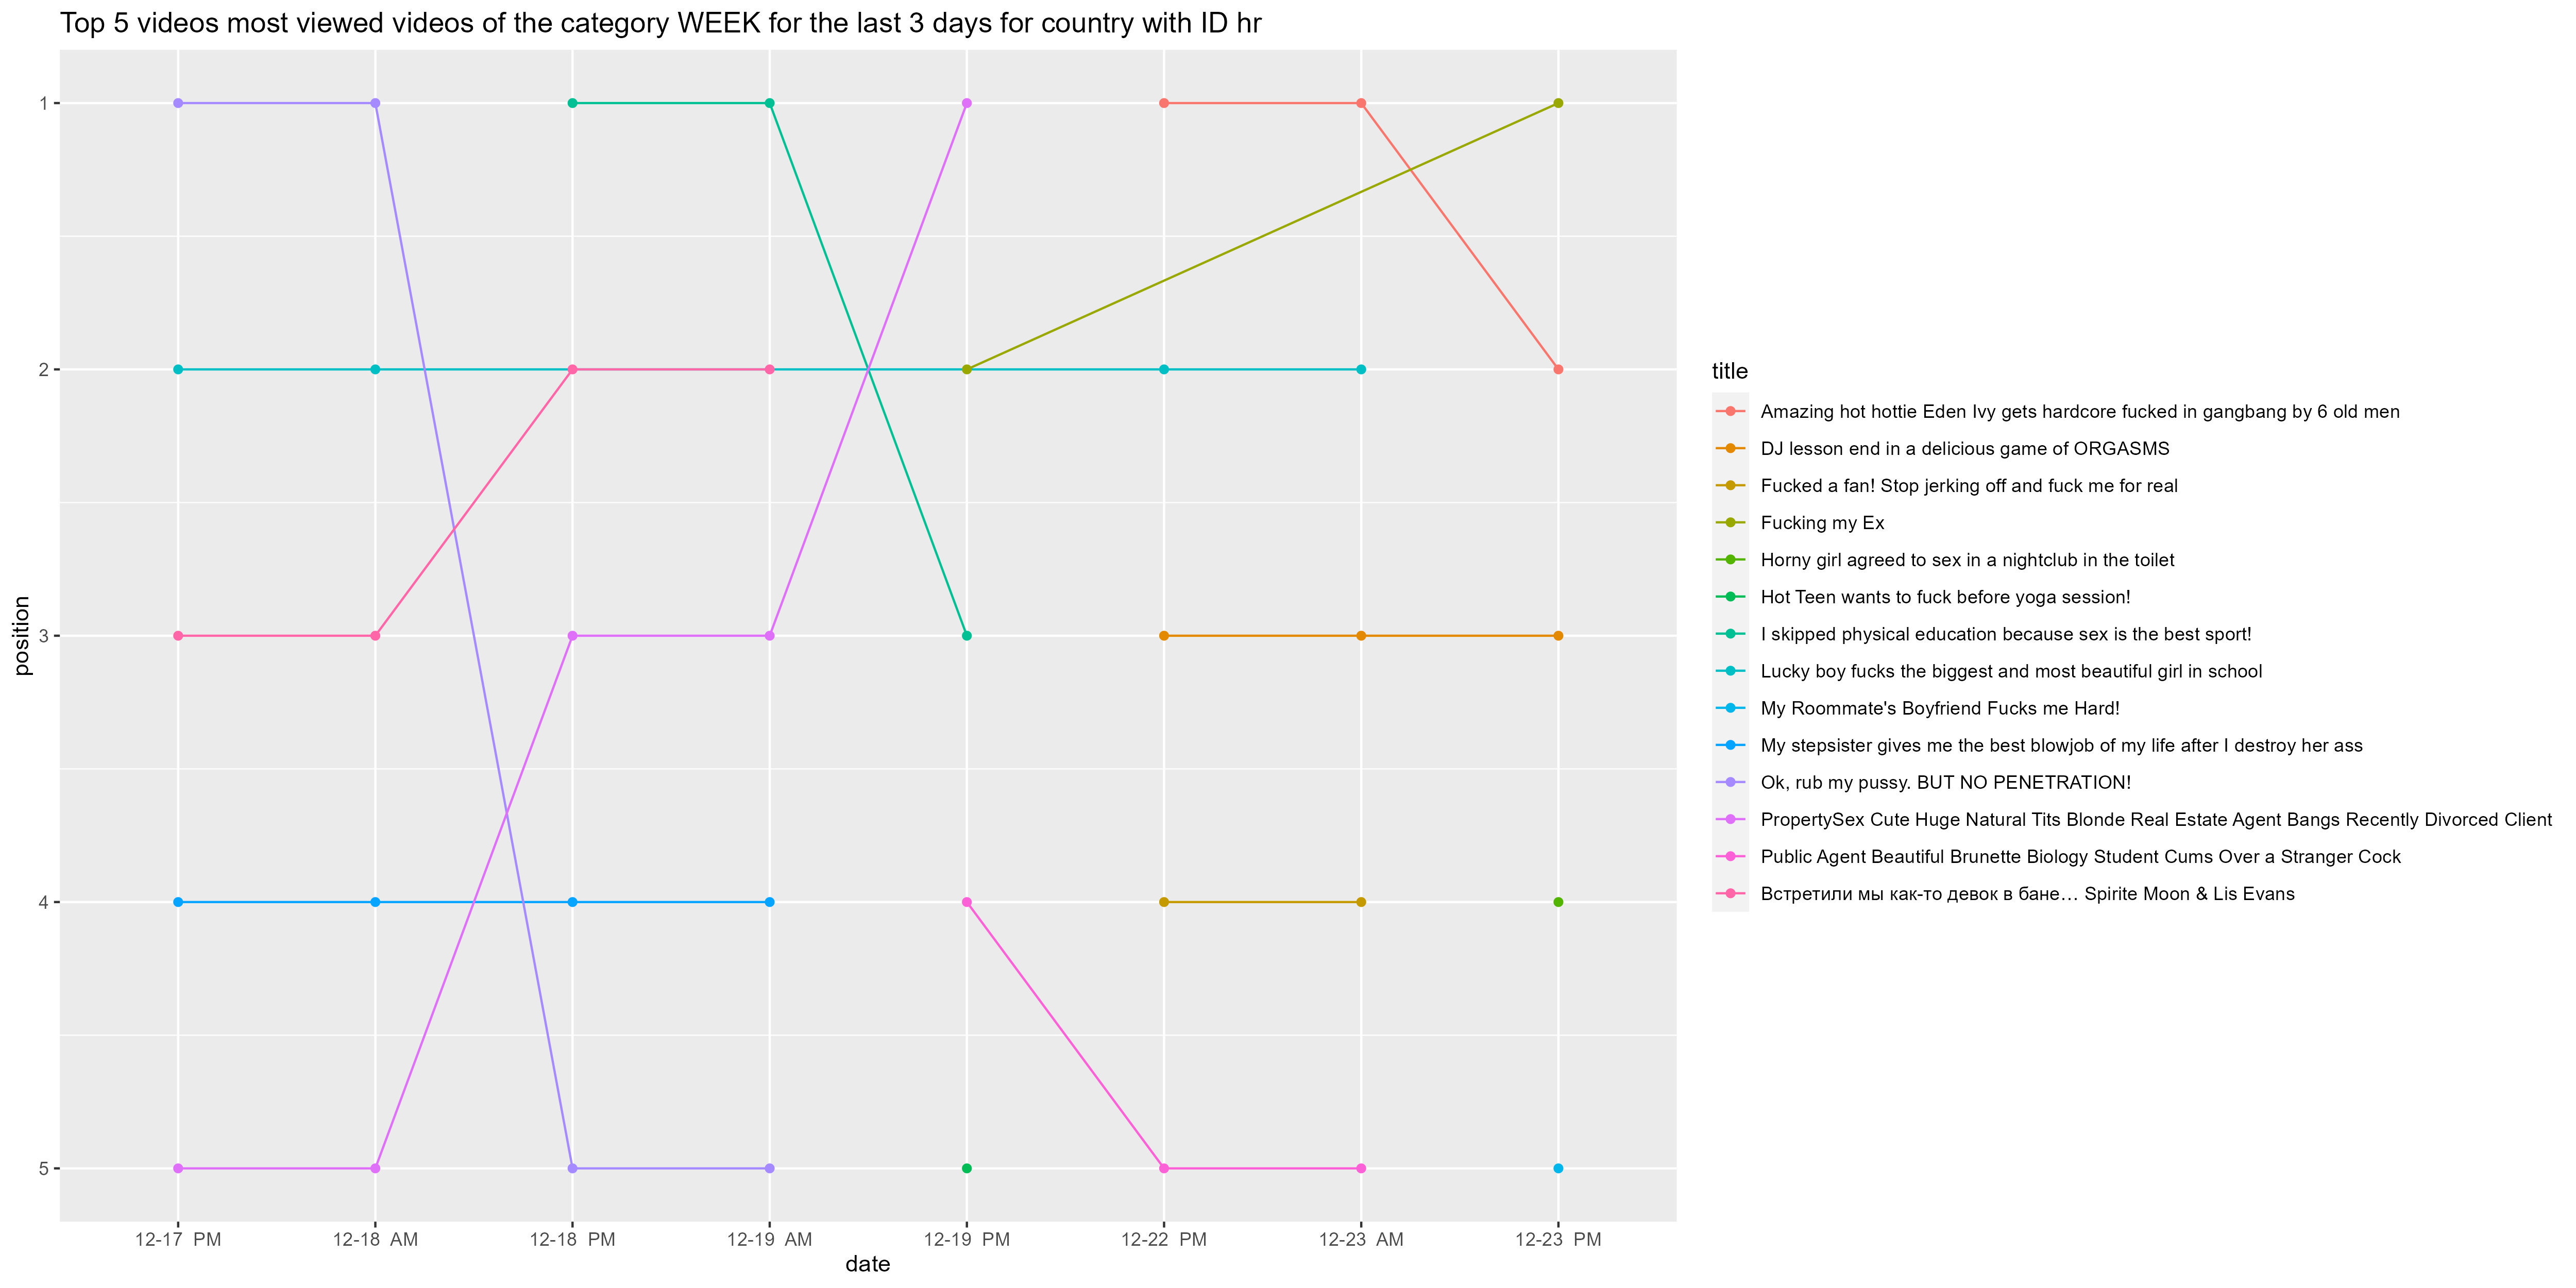 Top 5 videos most viewed videos of the category WEEK for the last 3 days for country with ID hr
position
1
2
3
4
5
12-17 PM
12-18 AM
12-18 PM
12-19 AM
12-19 PM
12-22 PM
12-23 AM
12-23 PM
date
title
Amazing hot hottie Eden Ivy gets hardcore fucked in gangbang by 6 old men
DJ lesson end in a delicious game of ORGASMS
Fucked a fan! Stop jerking off and fuck me for real
Fucking my Ex
Horny girl agreed to sex in a nightclub in the toilet
Hot Teen wants to fuck before yoga session!
I skipped physical education because sex is the best sport!
Lucky boy fucks the biggest and most beautiful girl in school
My Roommate's Boyfriend Fucks me Hard!
My stepsister gives me the best blowjob of my life after I destroy her ass
Ok, rub my pussy. BUT NO PENETRATION!
PropertySex Cute Huge Natural Tits Blonde Real Estate Agent Bangs Recently Divorced Client
Public Agent Beautiful Brunette Biology Student Cums Over a Stranger Cock
Встретили мы как-то девок в бане… Spirite Moon & Lis Evans